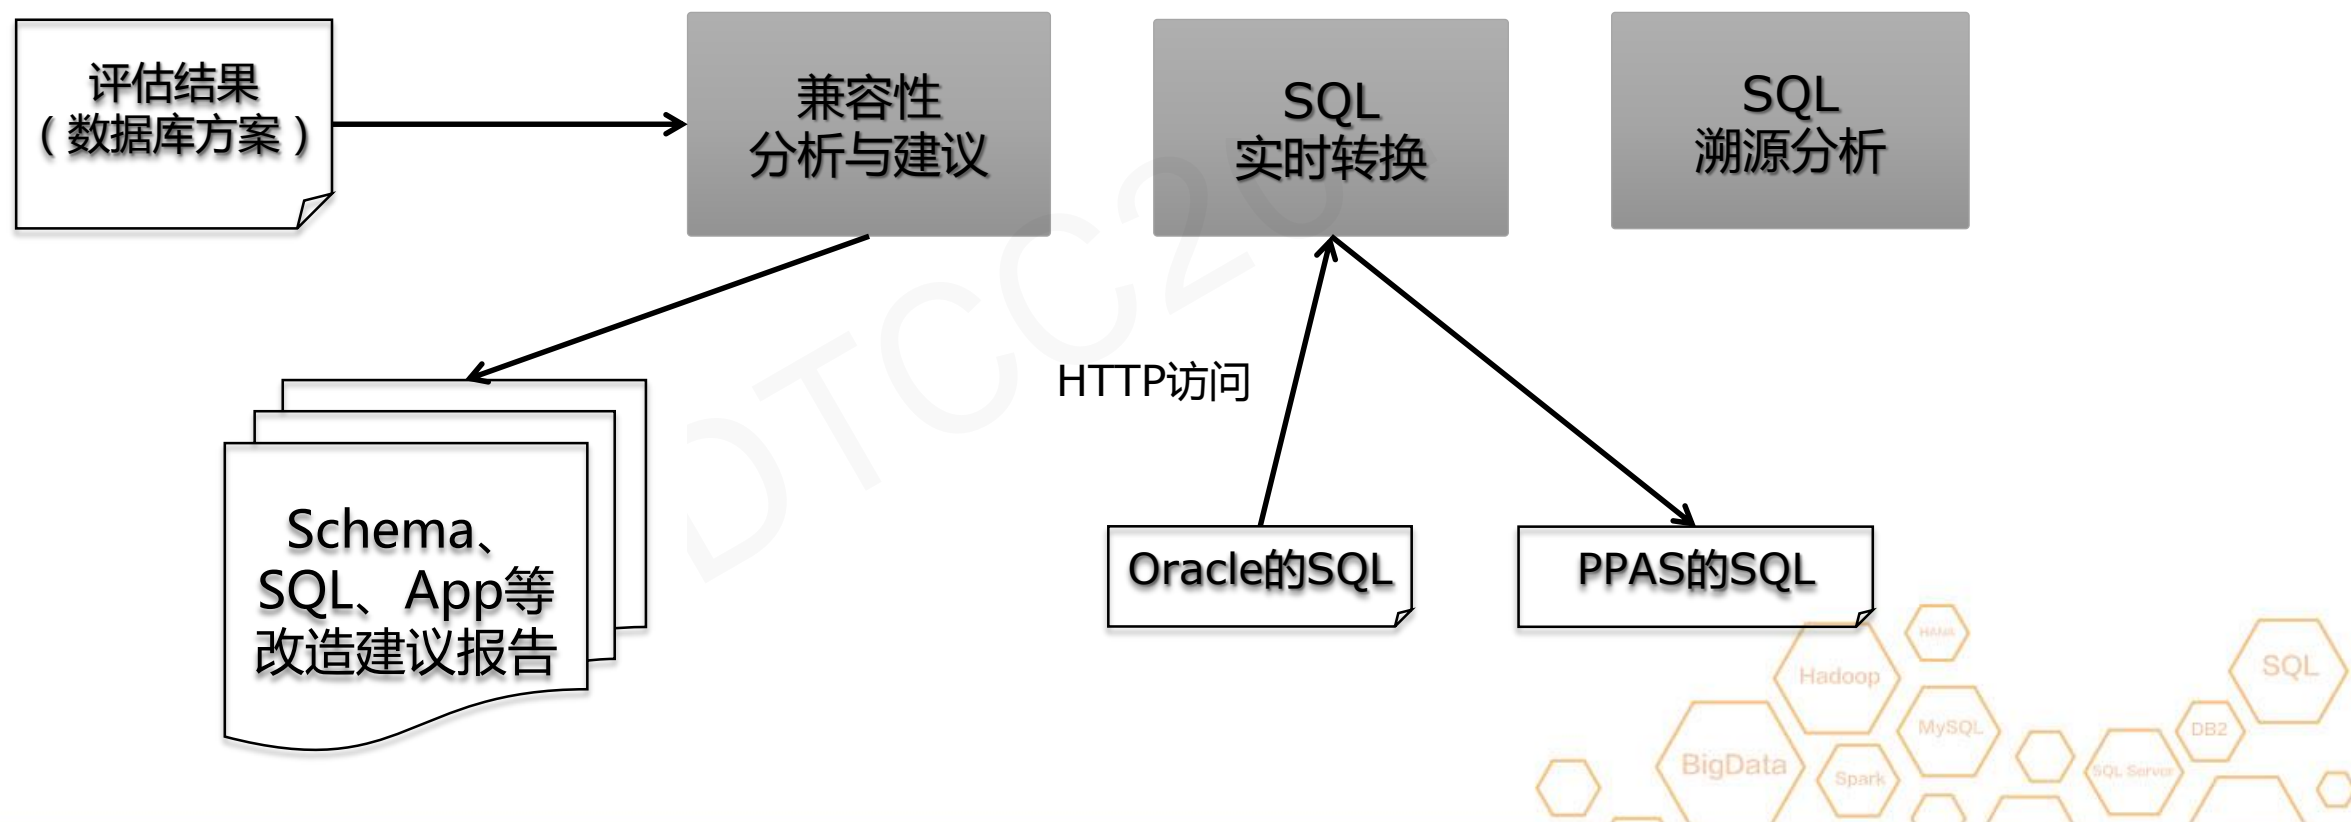 评估结果
（数据库方案）
兼容性
分析与建议
SQL
实时转换
SQL
溯源分析
HTTP访问
Schema、
SQL、App等
改造建议报告
Oracle的SQL
PPAS的SQL
DTCC20
HANA
Hadoop
SQL
MySQL
DB2
BigData
Spark
SQL Server